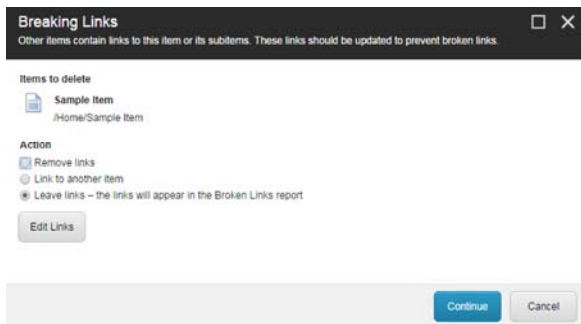 Breaking Links
Other items contain links to this item or its subitems. These links should be updated to prevent broken links.
Items to delete
Sample Item
/Home/Sample Item
Action
Remove links
Link to another item
Leave links – the links will appear in the Broken Links report
Edit Links
Continue
Cancel